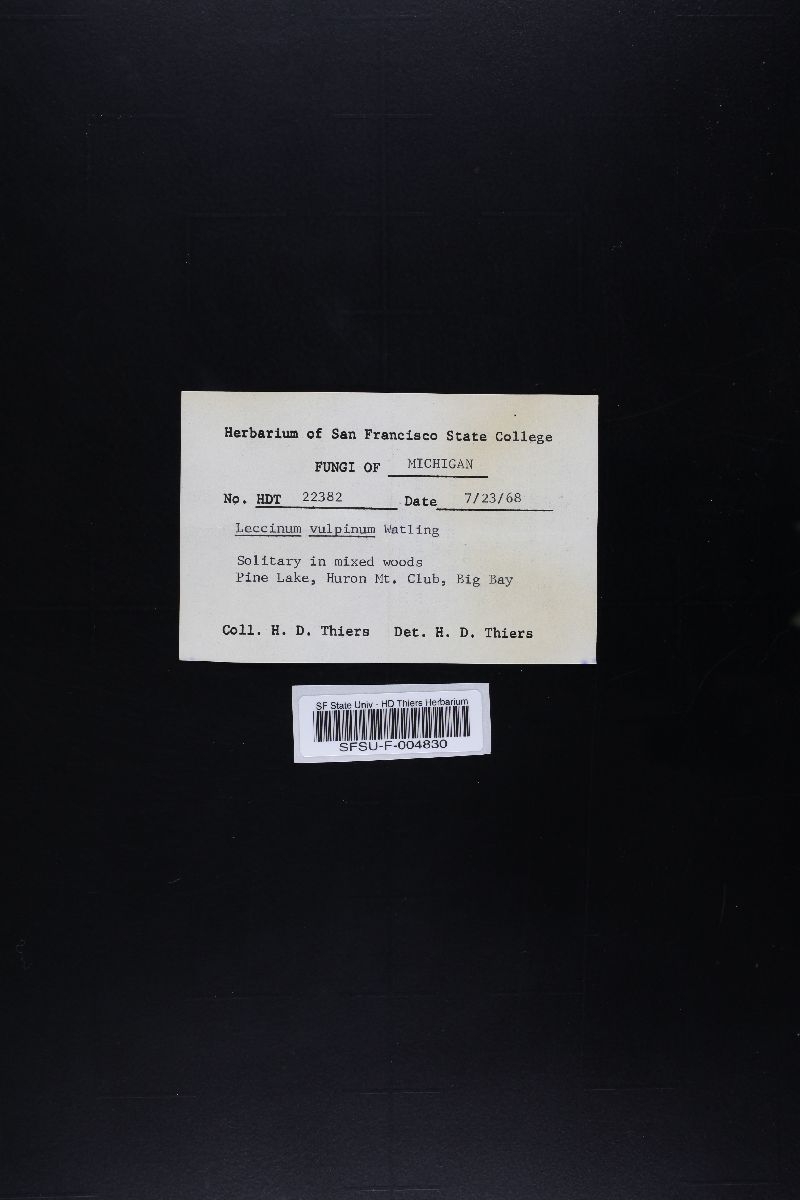 Herbarium of San Francisco State College
FUNGI OF MICHIGAN
No. HDT 22382 Date 7/23/68
Leccinum vulpinum Watling
Solitary in mixed woods
Pine Lake, Huron Mt. Club, Big Bay
Coll. H. D. Thiers Det. H. D. Thiers
SF State Univ - HD Thiers Herbarium
SFSU-F-004830